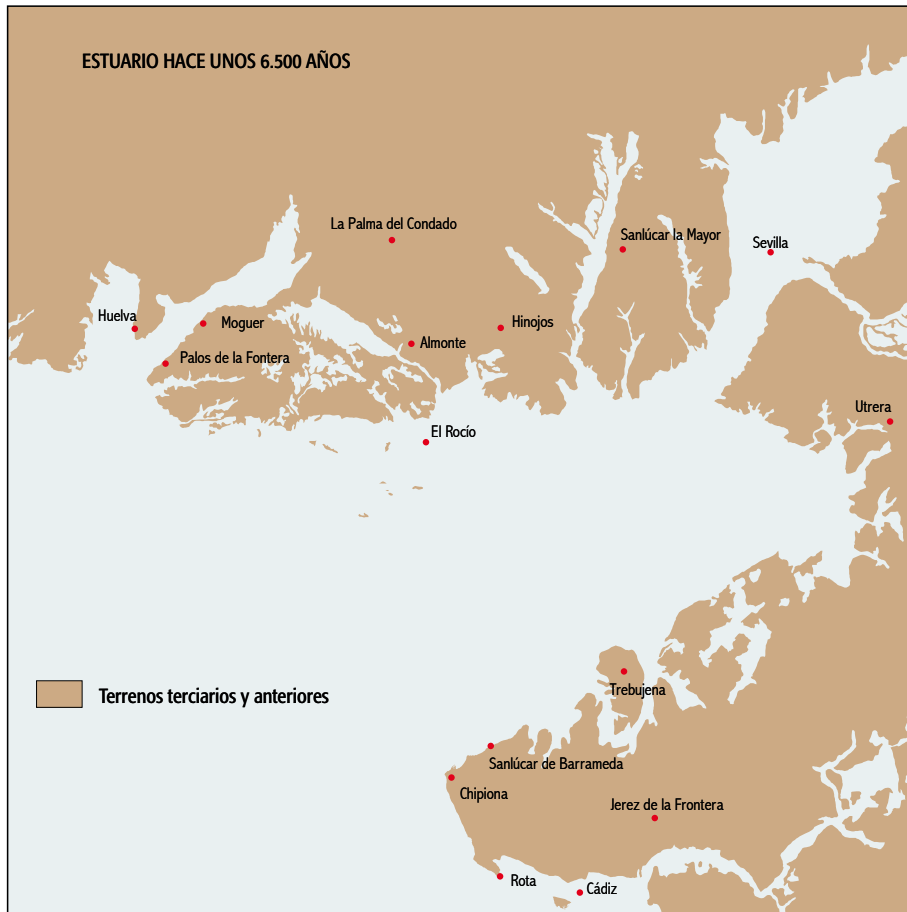 ESTUARIO HACE UNOS 6.500 AÑOS
La Palma del Condado
Sanlúcar la Mayor
Sevilla
Huelva
Moguer
Hinojos
Almonte
Palos de la Fontera
Utrera
El Rocío
Terrenos terciarios y anteriores
Trebujena
Sanlúcar de Barrameda
Chipiona
Jerez de la Frontera
Rota
Cádiz